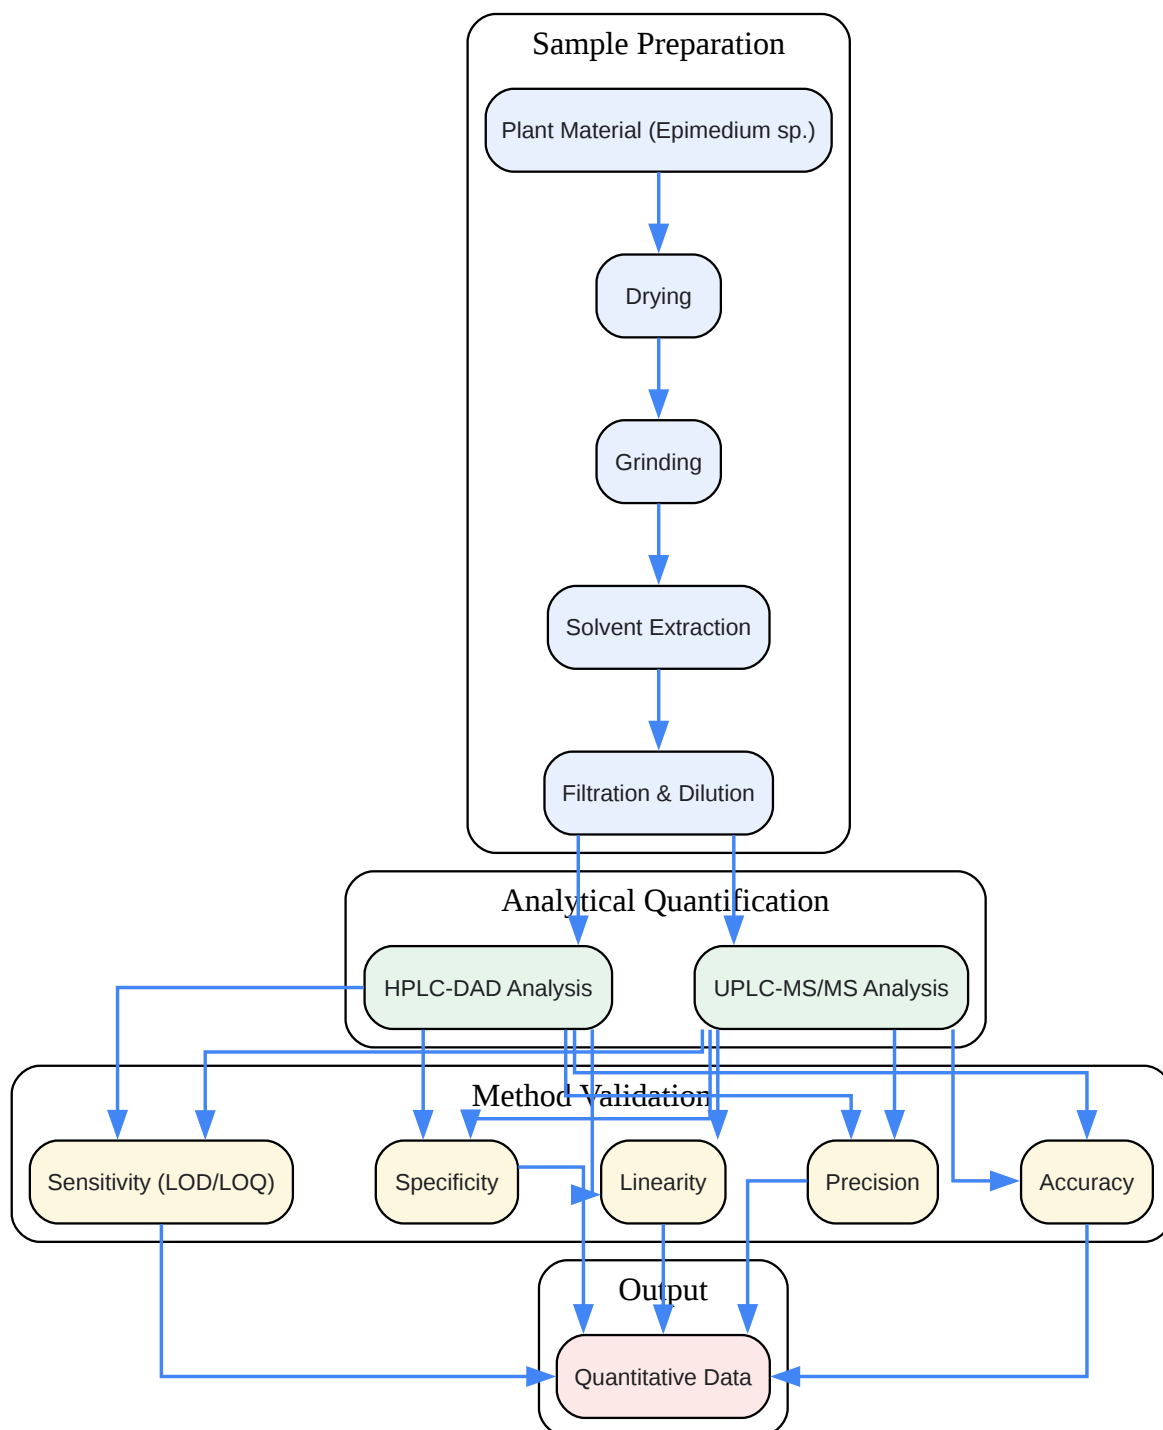 Sample Preparation
Plant Material (Epimedium sp.)
Drying
Grinding
Solvent Extraction
Filtration & Dilution
Analytical Quantification
HPLC-DAD Analysis
UPLC-MS/MS Analysis
Method Validation
Sensitivity (LOD/LOQ)
Specificity
Linearity
Precision
Accuracy
Output
Quantitative Data